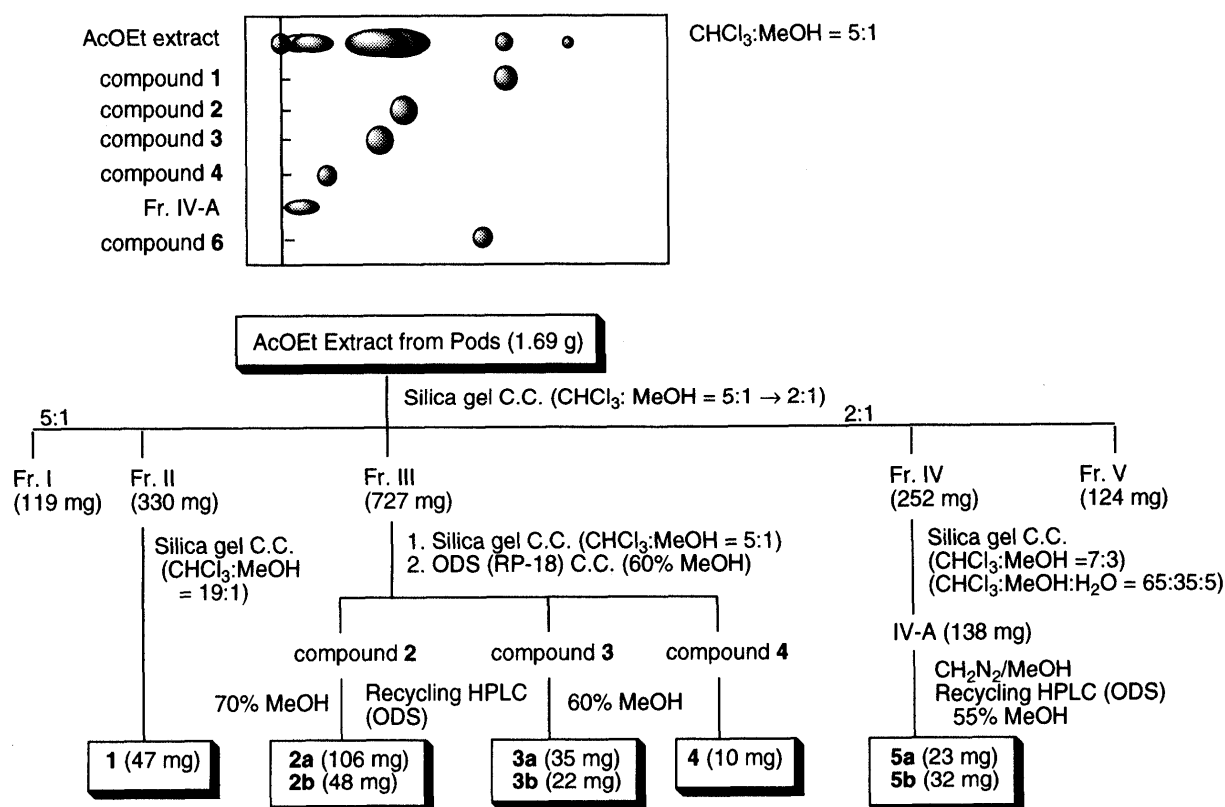 AcOEt extract
CHCl₃:MeOH = 5:1
compound 1
compound 2
compound 3
compound 4
Fr. IV-A
compound 6
AcOEt Extract from Pods (1.69 g)
Silica gel C.C. (CHCl₃: MeOH = 5:1 → 2:1)
5:1
2:1
Fr. I
(119 mg)
Fr. II
(330 mg)
Fr. III
(727 mg)
Fr. IV
(252 mg)
Fr. V
(124 mg)
Silica gel C.C.
(CHCl₃:MeOH
= 19:1)
1. Silica gel C.C. (CHCl₃:MeOH = 5:1)
2. ODS (RP-18) C.C. (60% MeOH)
Silica gel C.C.
(CHCl₃:MeOH =7:3)
(CHCl₃:MeOH:H₂O = 65:35:5)
IV-A (138 mg)
compound 2
compound 3
compound 4
70% MeOH
Recycling HPLC
(ODS)
60% MeOH
CH₂N₂/MeOH
Recycling HPLC (ODS)
55% MeOH
1 (47 mg)
2a (106 mg)
2b (48 mg)
3a (35 mg)
3b (22 mg)
4 (10 mg)
5a (23 mg)
5b (32 mg)